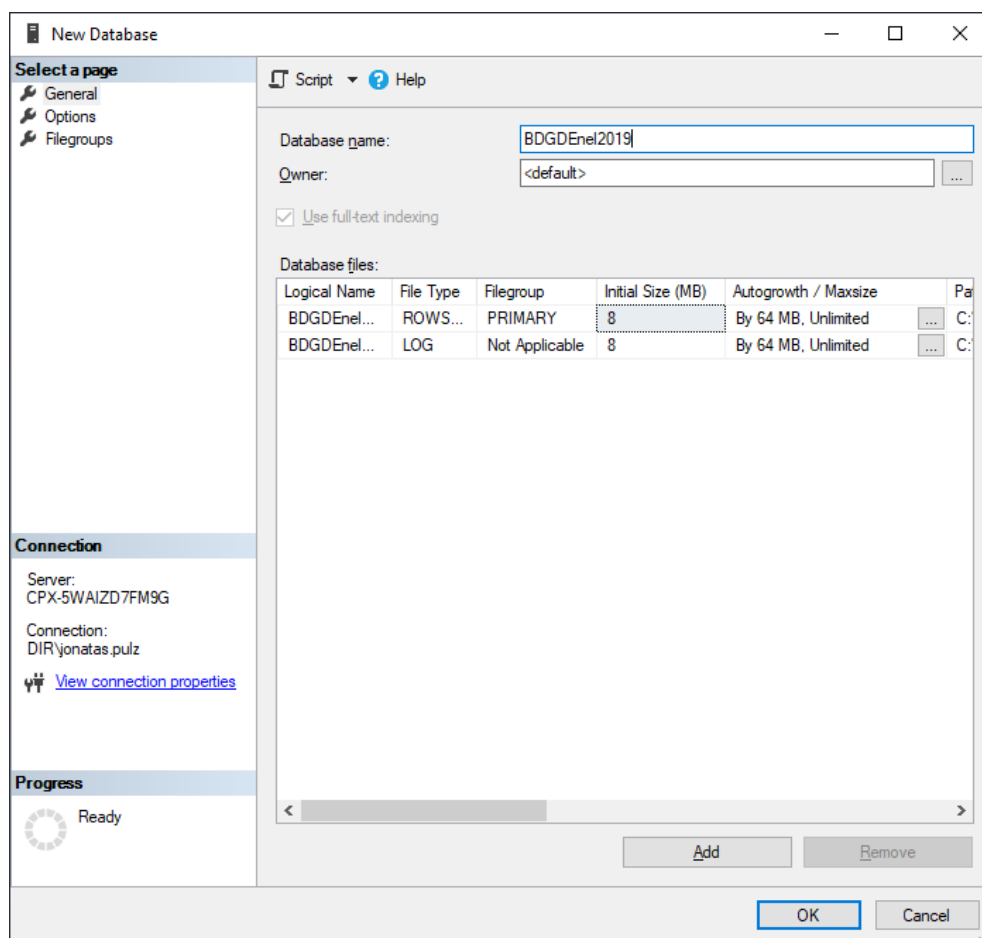 New Database
Select a page
General
Options
Filegroups
Script
Help
Database name:
BDGDEnel2019
Owner:
<default>
...
Use full-text indexing
Database files:
Logical Name File Type Filegroup Initial Size (MB) Autogrowth / Maxsize Pa
BDGDEnel... ROWS... PRIMARY 8 By 64 MB, Unlimited ... C:
BDGDEnel... LOG Not Applicable 8 By 64 MB, Unlimited ... C:
Connection
Server:
CPX-5WAIZD7FM9G
Connection:
DIR\jonatas.pulz
View connection properties
Progress
Ready
Add
Remove
OK
Cancel